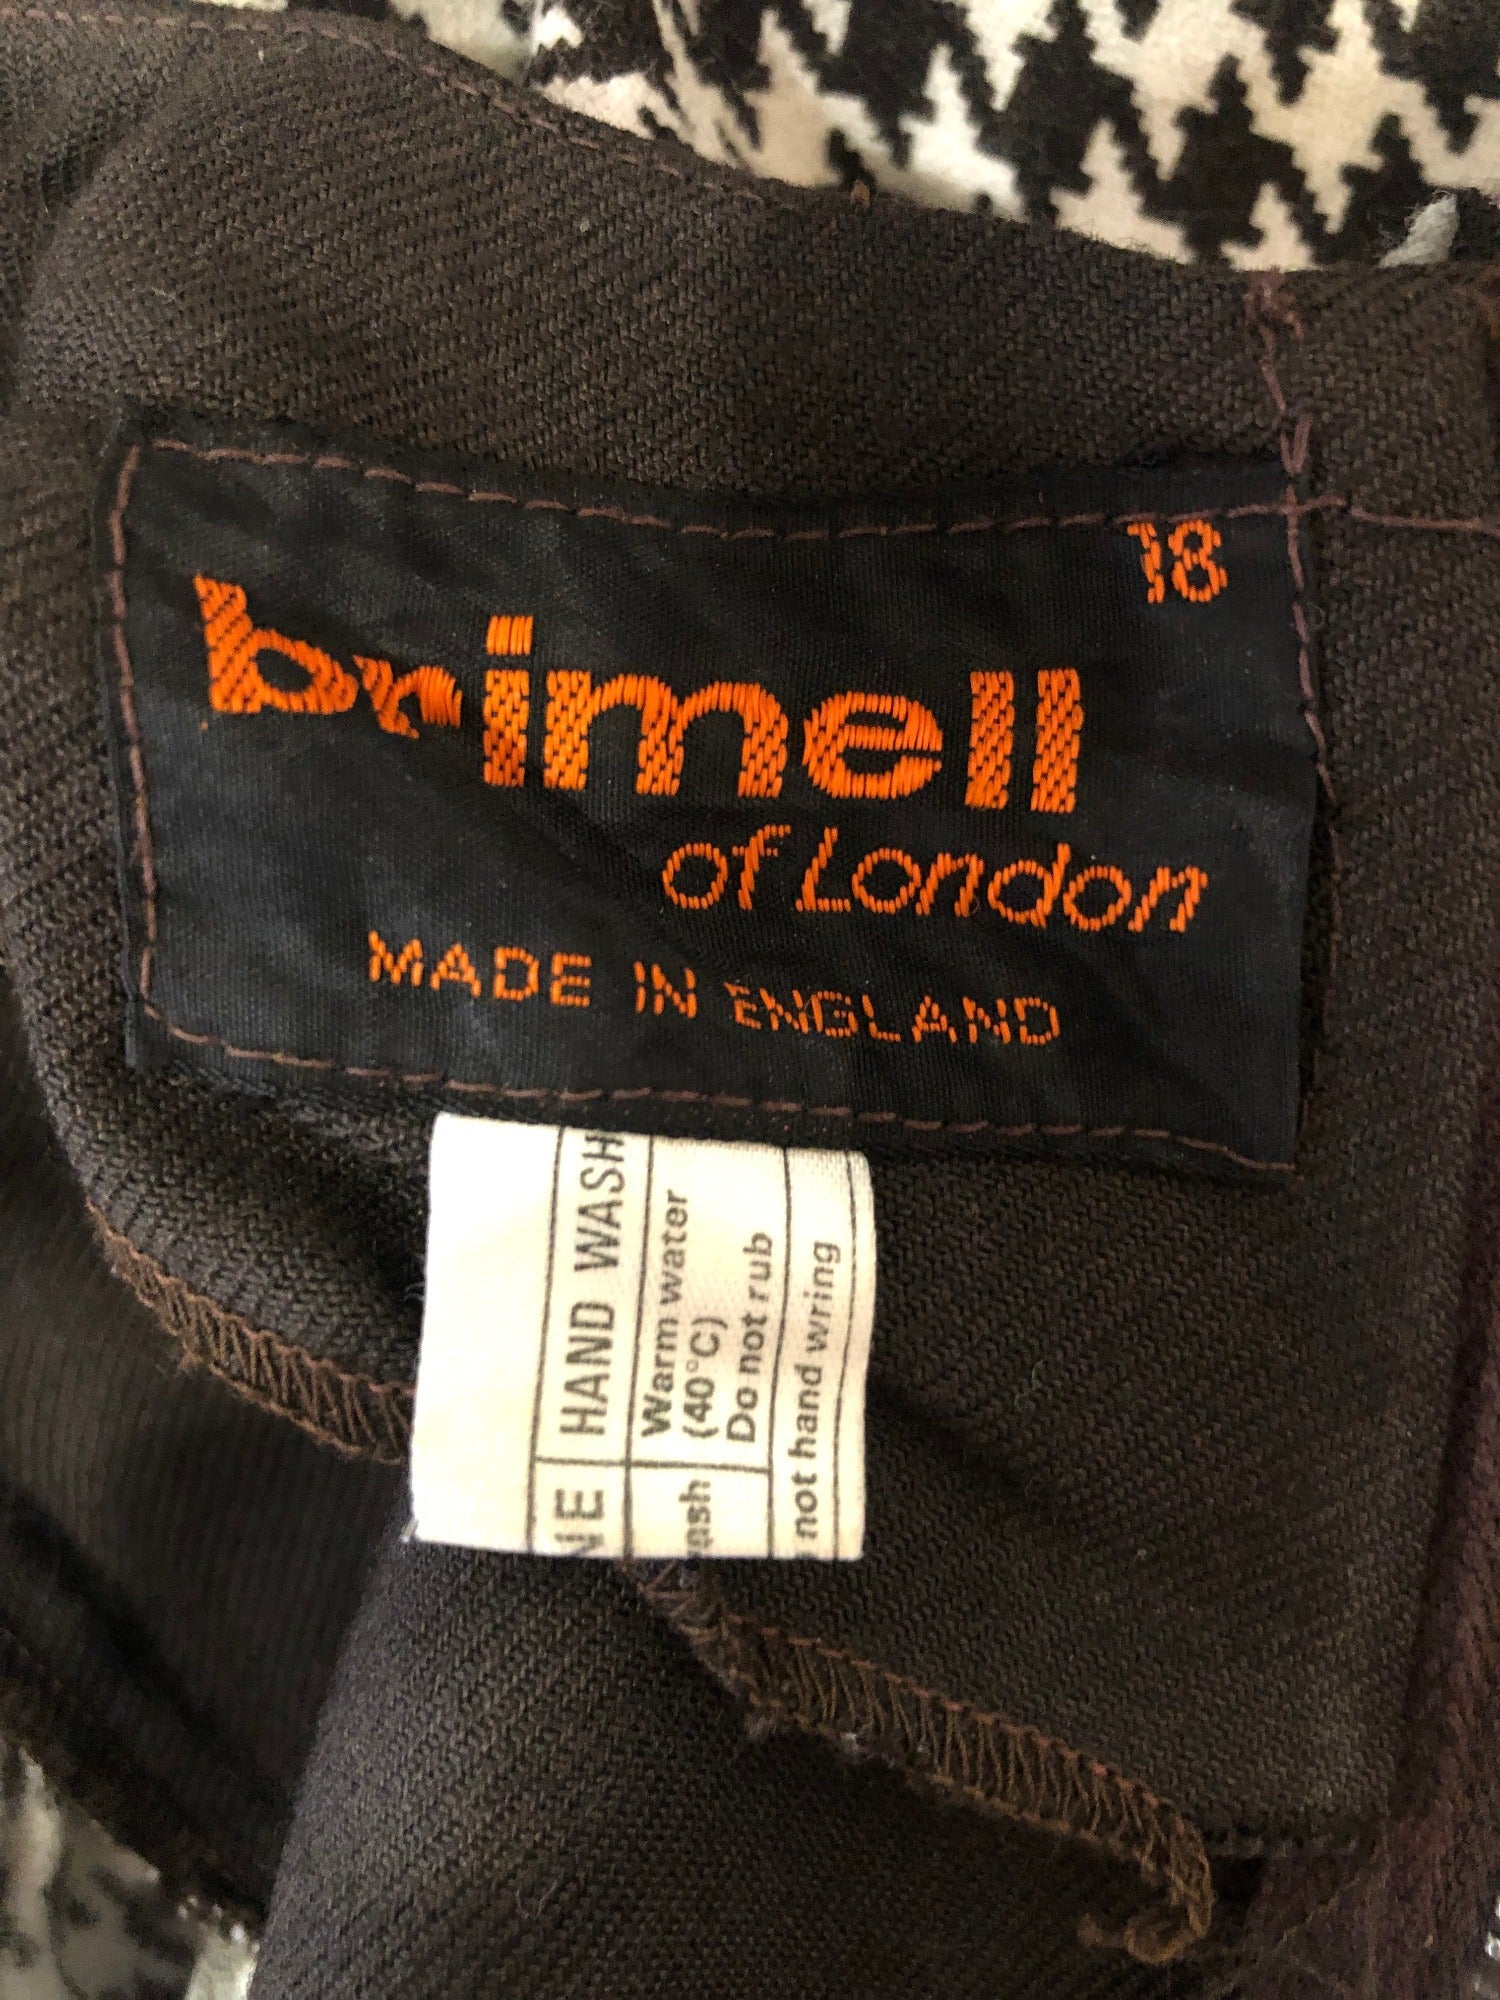 18
brimell
of London
MADE IN ENGLAND
HAND WASH
Warm water
(40°C)
Do not rub
not hand wring